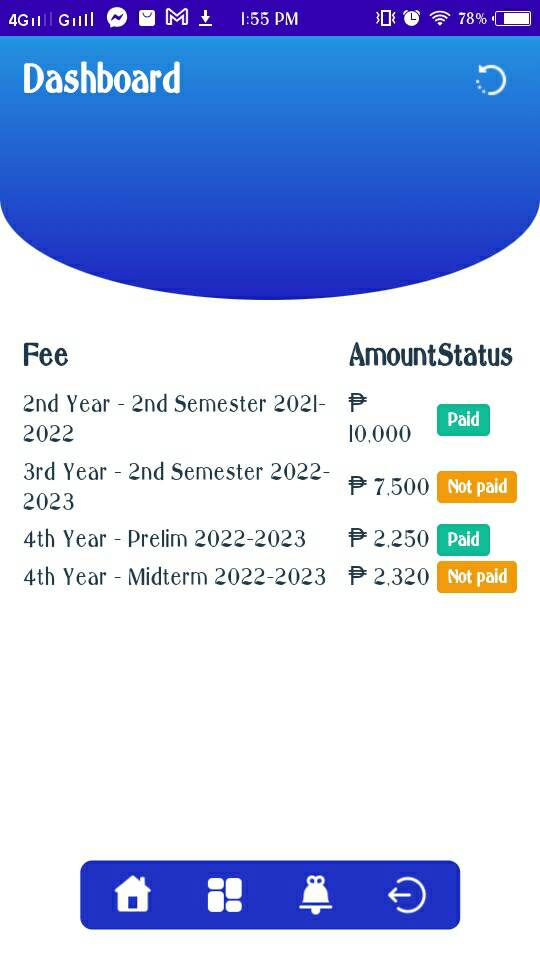 4G G 1:55 PM 78%
Dashboard
Fee Amount Status
2nd Year - 2nd Semester 2021-
2022
₱
10,000
Paid
3rd Year - 2nd Semester 2022-
2023
₱ 7,500 Not paid
4th Year - Prelim 2022-2023 ₱ 2,250 Paid
4th Year - Midterm 2022-2023 ₱ 2,320 Not paid